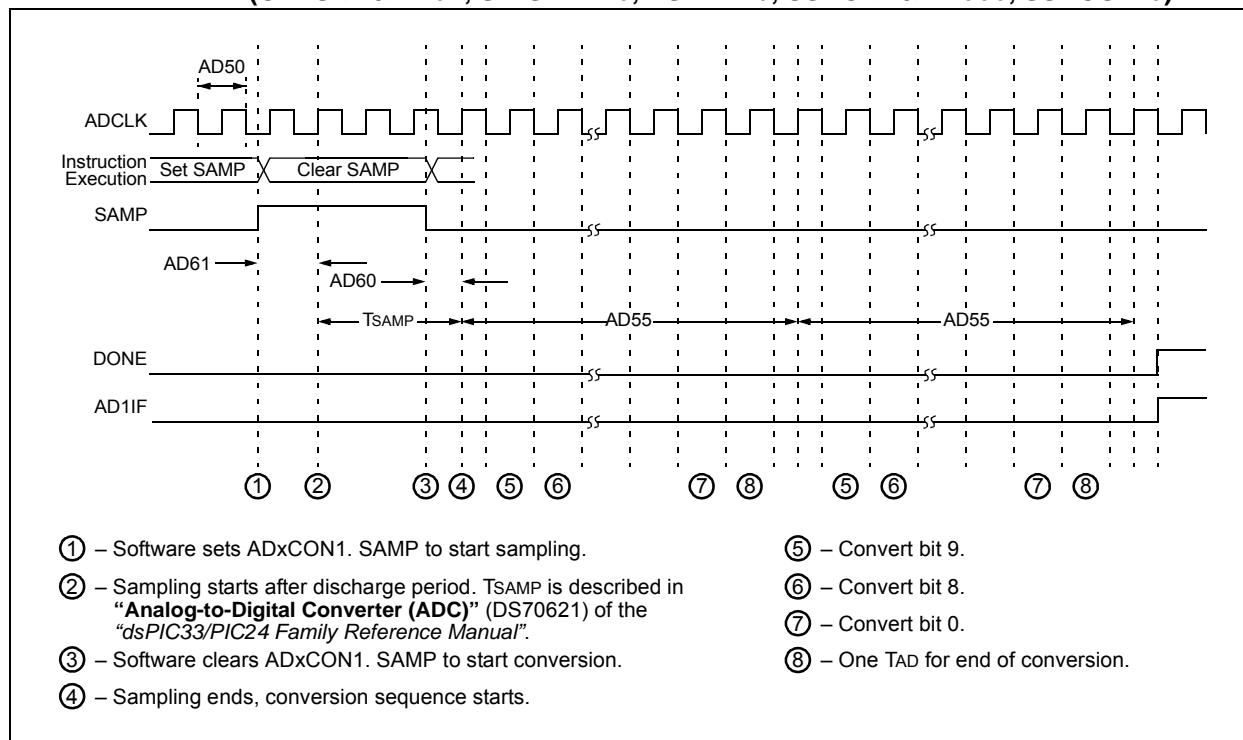 AD50
ADCLK
Instruction
Execution
Set SAMP
Clear SAMP
SAMP
AD61
AD60
TSAMP
AD55
AD55
DONE
AD1IF
1 2 3 4 5 6 7 8 5 6 7 8
1 – Software sets ADxCON1. SAMP to start sampling.
2 – Sampling starts after discharge period. TSAMP is described in
“Analog-to-Digital Converter (ADC)” (DS70621) of the
“dsPIC33/PIC24 Family Reference Manual”.
3 – Software clears ADxCON1. SAMP to start conversion.
4 – Sampling ends, conversion sequence starts.
5 – Convert bit 9.
6 – Convert bit 8.
7 – Convert bit 0.
8 – One TAD for end of conversion.